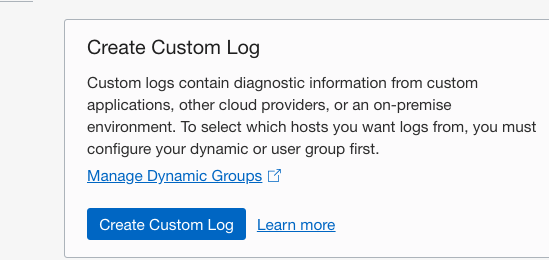 Create Custom Log
Custom logs contain diagnostic information from custom
applications, other cloud providers, or an on-premise
environment. To select which hosts you want logs from, you must
configure your dynamic or user group first.
Manage Dynamic Groups
Create Custom Log Learn more